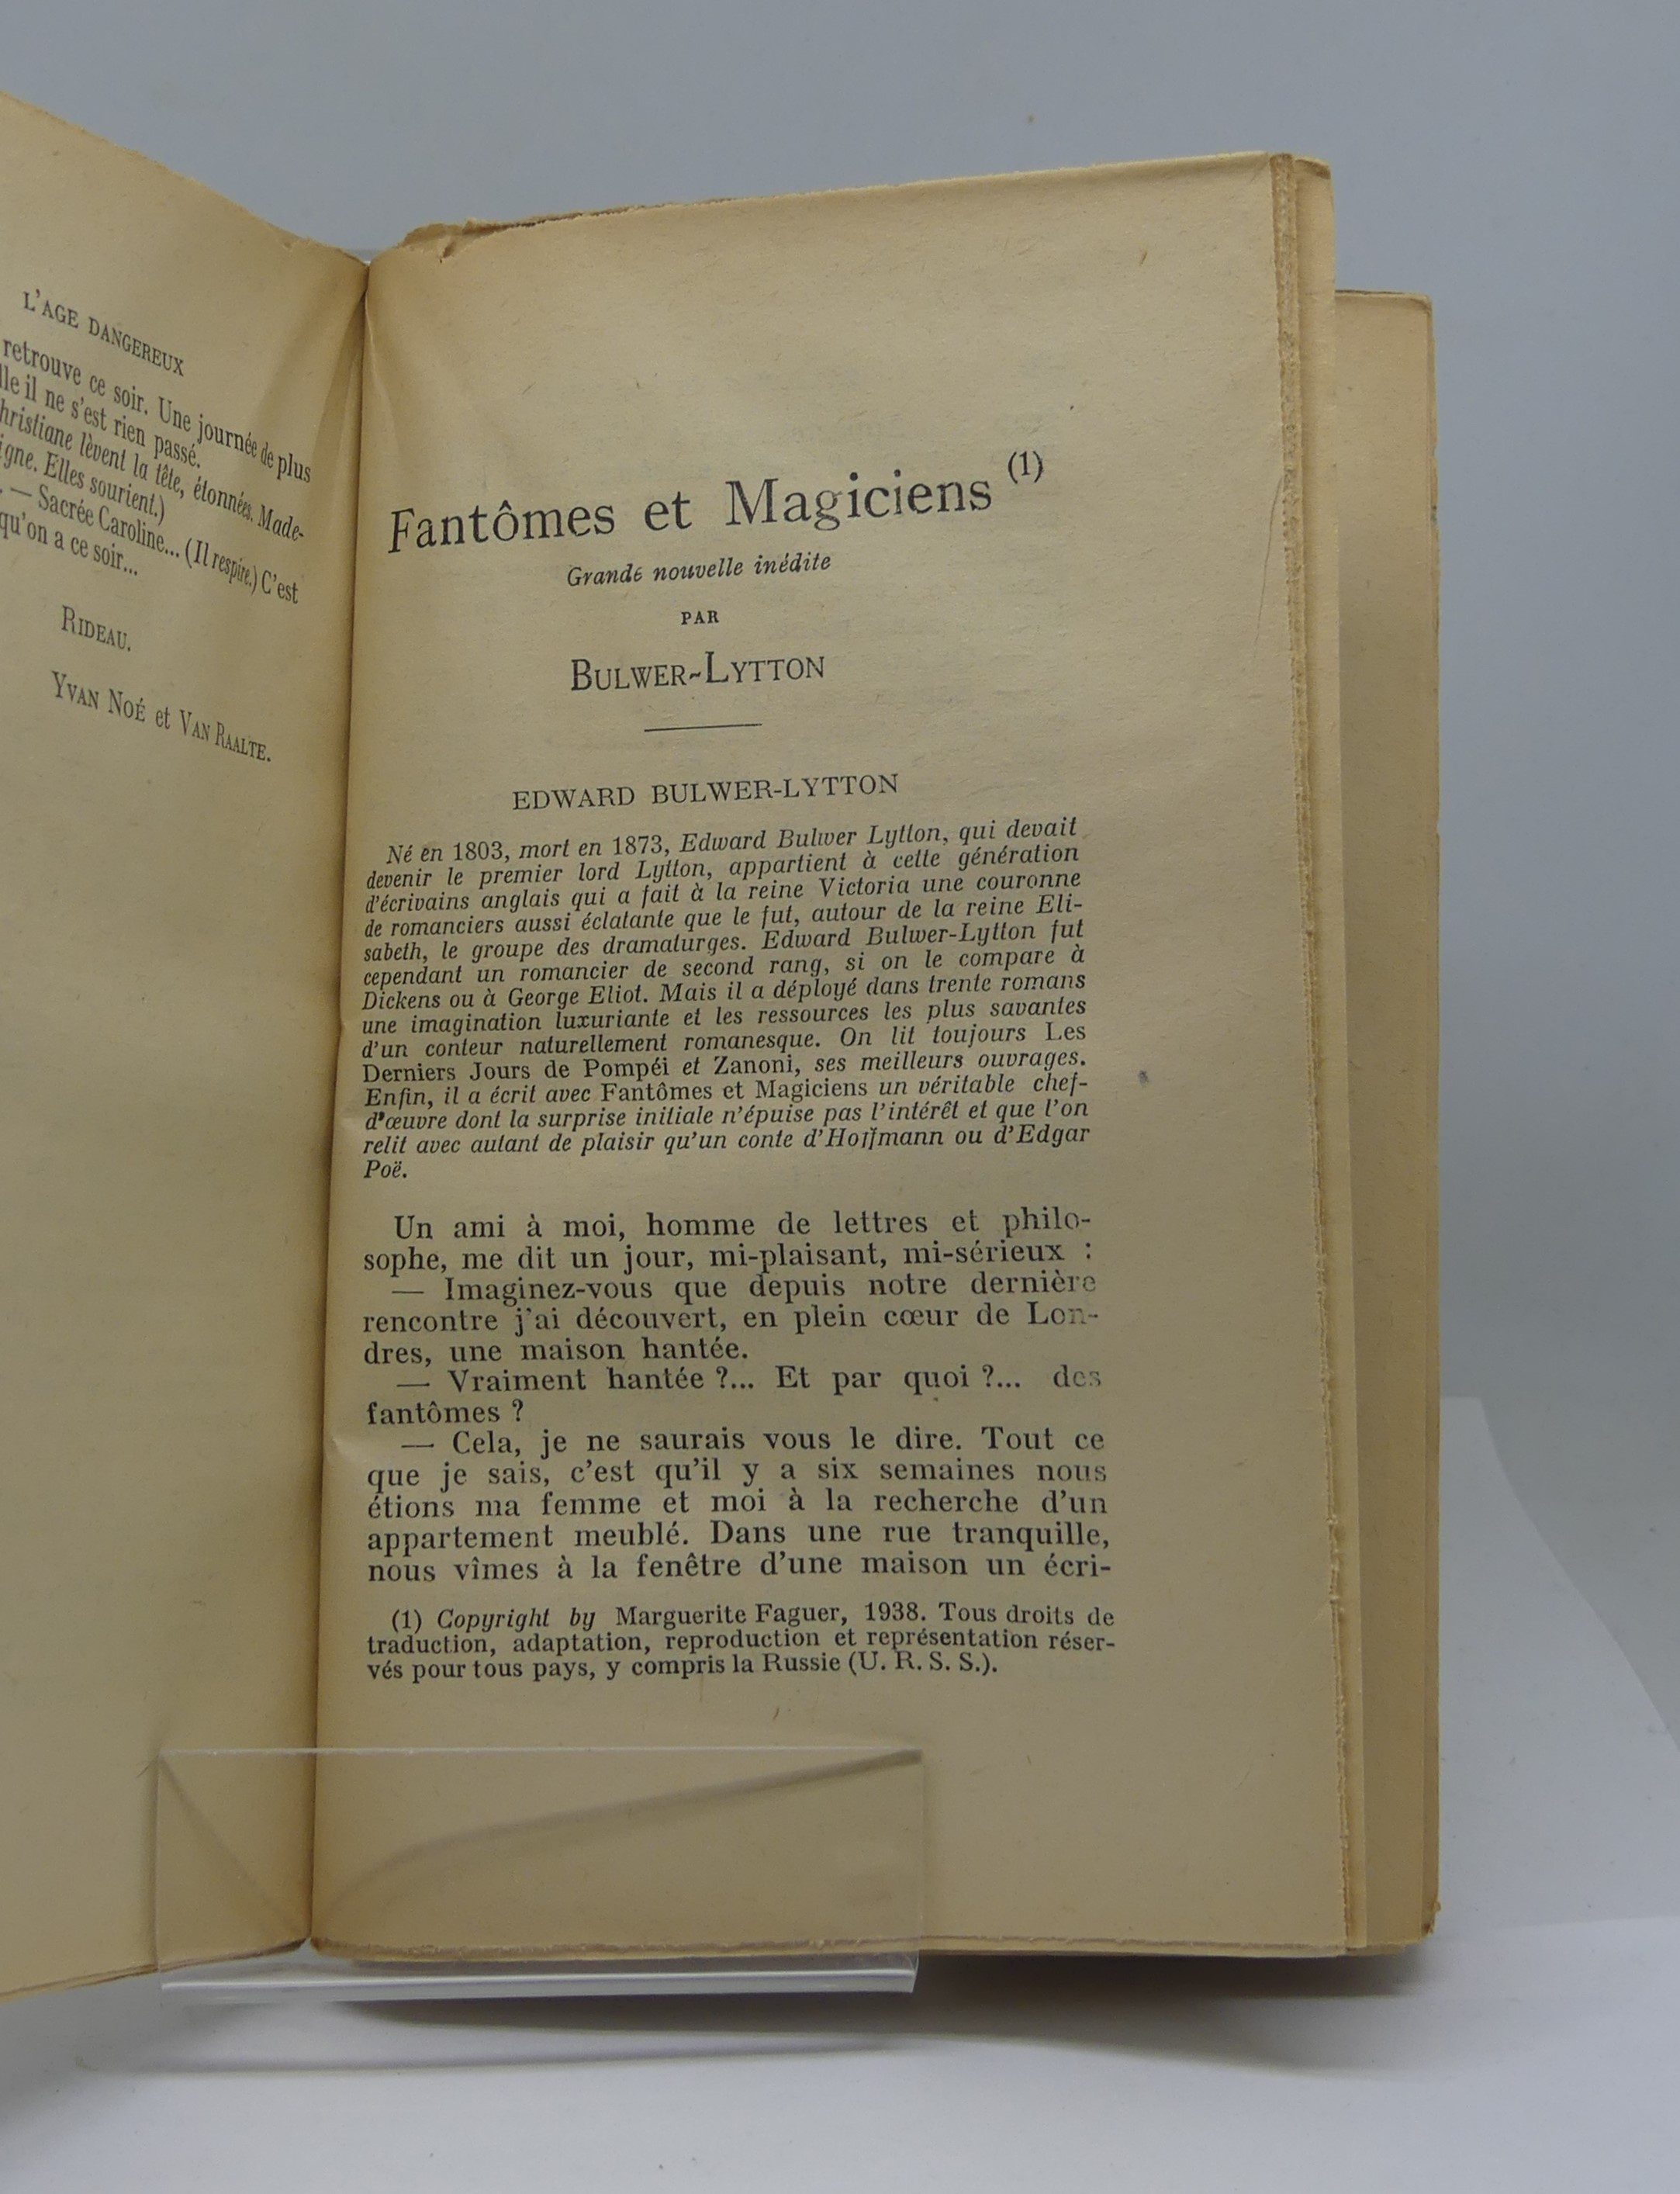 L'AGE DANGEREUX
retrouve ce soir. Une journée de plus
il ne s'est rien passé.
lèvent la tête, étonnées. Made-
Elles sourient.)
— Sacrée Caroline... (Il respire.) C'est
qu'on a ce soir...
RIDEAU.
YVAN NOÉ et VAN RAALTE.
Fantômes et Magiciens (1)
Grande nouvelle inédite
PAR
BULWER-LYTTON
EDWARD BULWER-LYTTON
Né en 1803, mort en 1873, Edward Bulwer Lytton, qui devait
devenir le premier lord Lytton, appartient à cette génération
d'écrivains anglais qui a fait à la reine Victoria une couronne
de romanciers aussi éclatante que le fut, autour de la reine Eli-
sabeth, le groupe des dramaturges. Edward Bulwer-Lytton fut
cependant un romancier de second rang, si on le compare à
Dickens ou à George Eliot. Mais il a déployé dans trente romans
une imagination luxuriante et les ressources les plus savantes
d'un conteur naturellement romanesque. On lit toujours Les
Derniers Jours de Pompéi et Zanoni, ses meilleurs ouvrages.
Enfin, il a écrit avec Fantômes et Magiciens un véritable chef-
d'œuvre dont la surprise initiale n'épuise pas l'intérêt et que l'on
relit avec autant de plaisir qu'un conte d'Hoffmann ou d'Edgar
Poë.
Un ami à moi, homme de lettres et philo-
sophe, me dit un jour, mi-plaisant, mi-sérieux :
— Imaginez-vous que depuis notre dernière
rencontre j'ai découvert, en plein cœur de Lon-
dres, une maison hantée.
— Vraiment hantée ?... Et par quoi ?... des
fantômes ?
— Cela, je ne saurais vous le dire. Tout ce
que je sais, c'est qu'il y a six semaines nous
étions ma femme et moi à la recherche d'un
appartement meublé. Dans une rue tranquille,
nous vîmes à la fenêtre d'une maison un écri-
(1) Copyright by Marguerite Faguer, 1938. Tous droits de
traduction, adaptation, reproduction et représentation réser-
vés pour tous pays, y compris la Russie (U. R. S. S.).